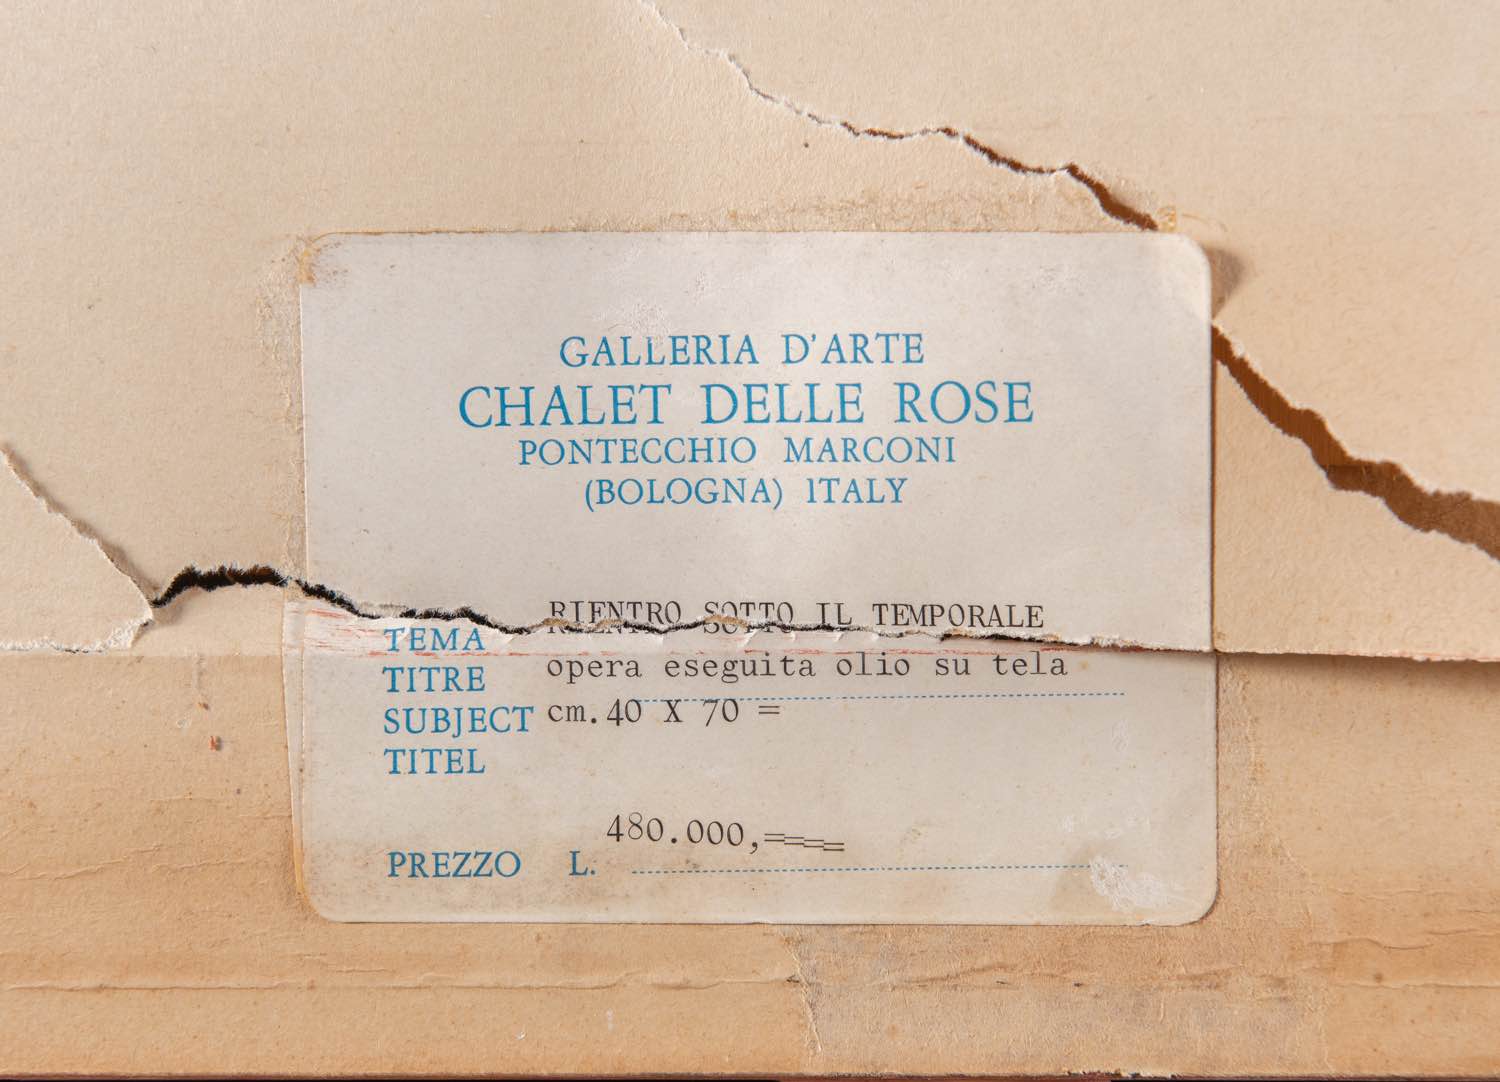 GALLERIA D'ARTE
CHALET DELLE ROSE
PONTECCHIO MARCONI
(BOLOGNA) ITALY
RIENTRO SOTTO IL TEMPORALE
TEMA
opera eseguita olio su tela
TITRE
SUBJECT cm.40 X 70 =
TITEL
480.000,====
PREZZO L.